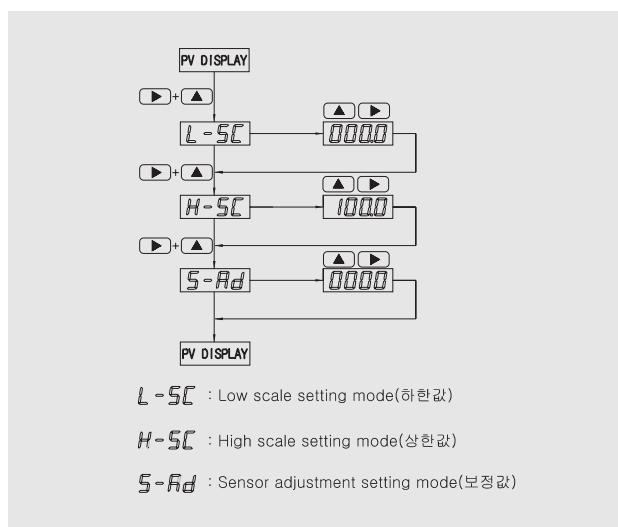 PV DISPLAY
▶+▲
▲ ▶
L-SC 000.0
▶+▲
▲ ▶
H-SC 100.0
▶+▲
▲ ▶
S-Ad 0000
PV DISPLAY
L-SC : Low scale setting mode(하한값)
H-SC : High scale setting mode(상한값)
S-Ad : Sensor adjustment setting mode(보정값)